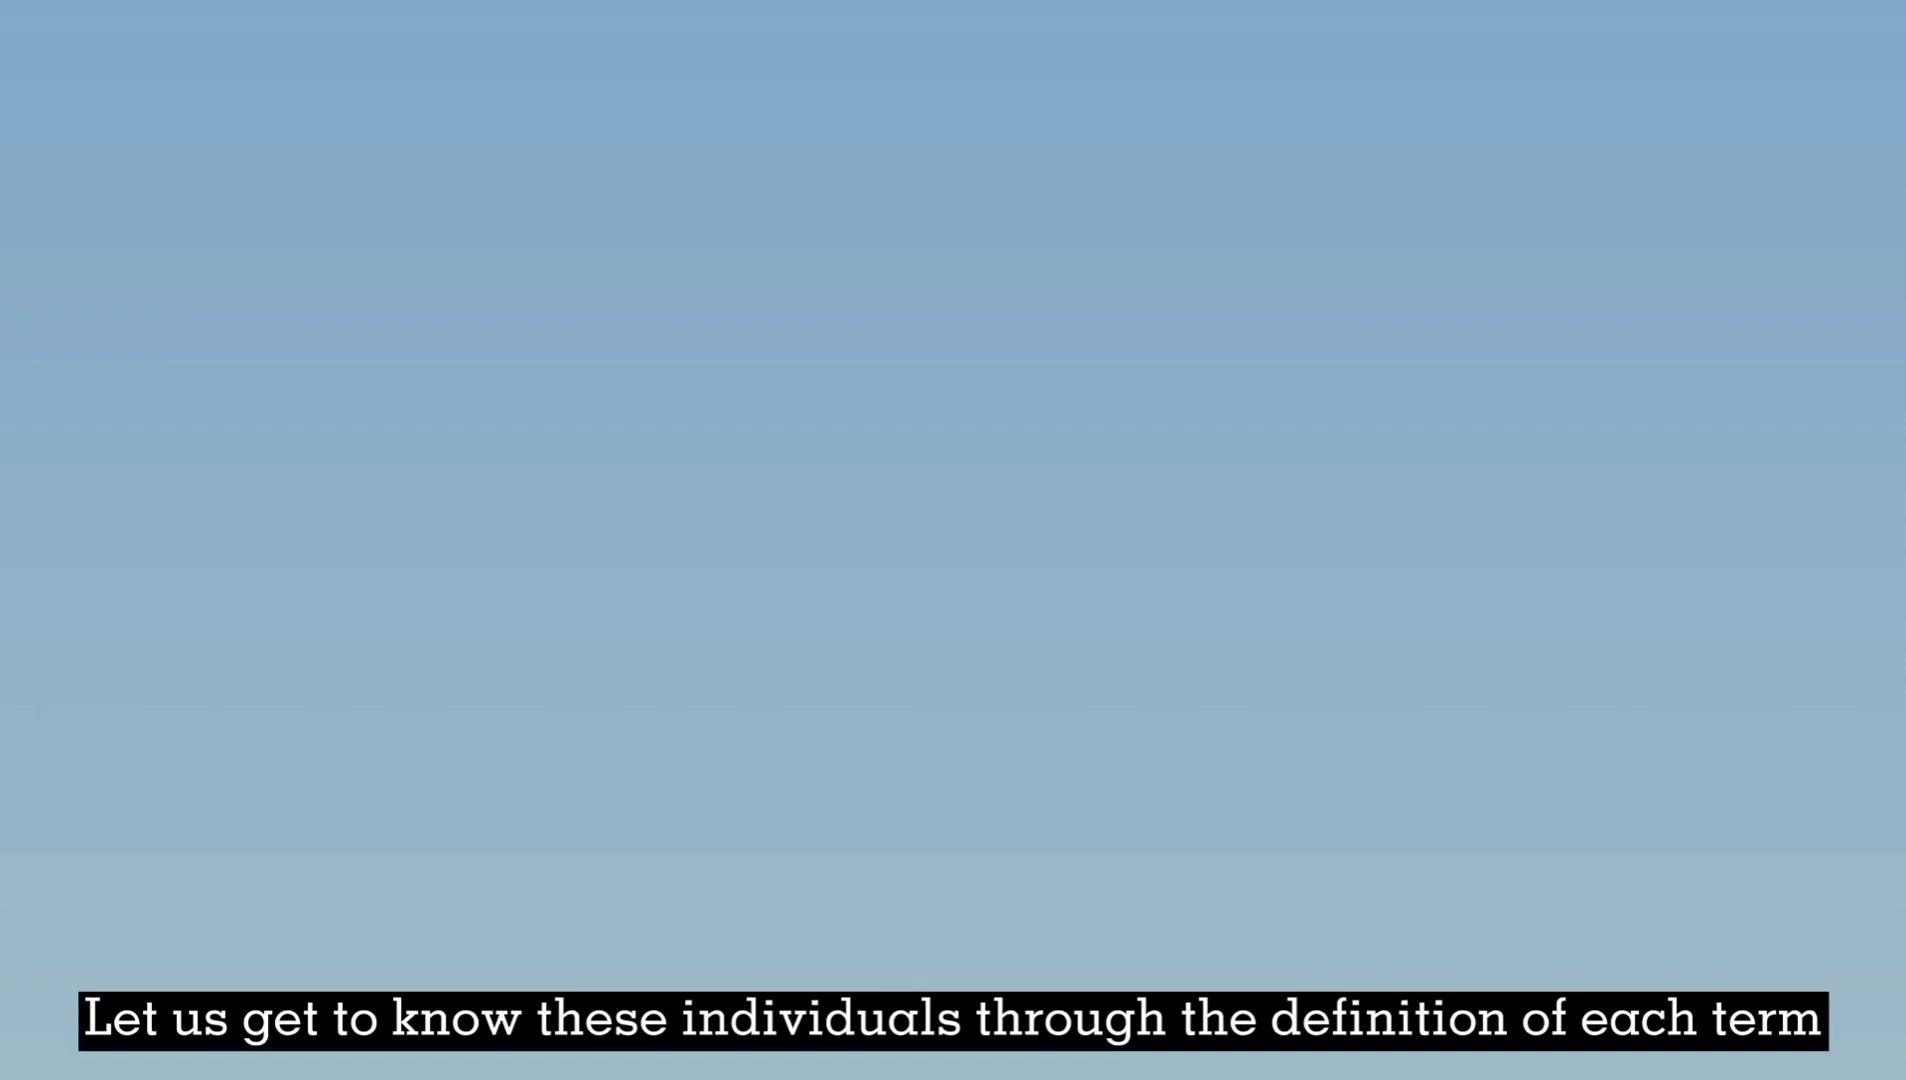 Let us get to know these individuals through the definition of each term